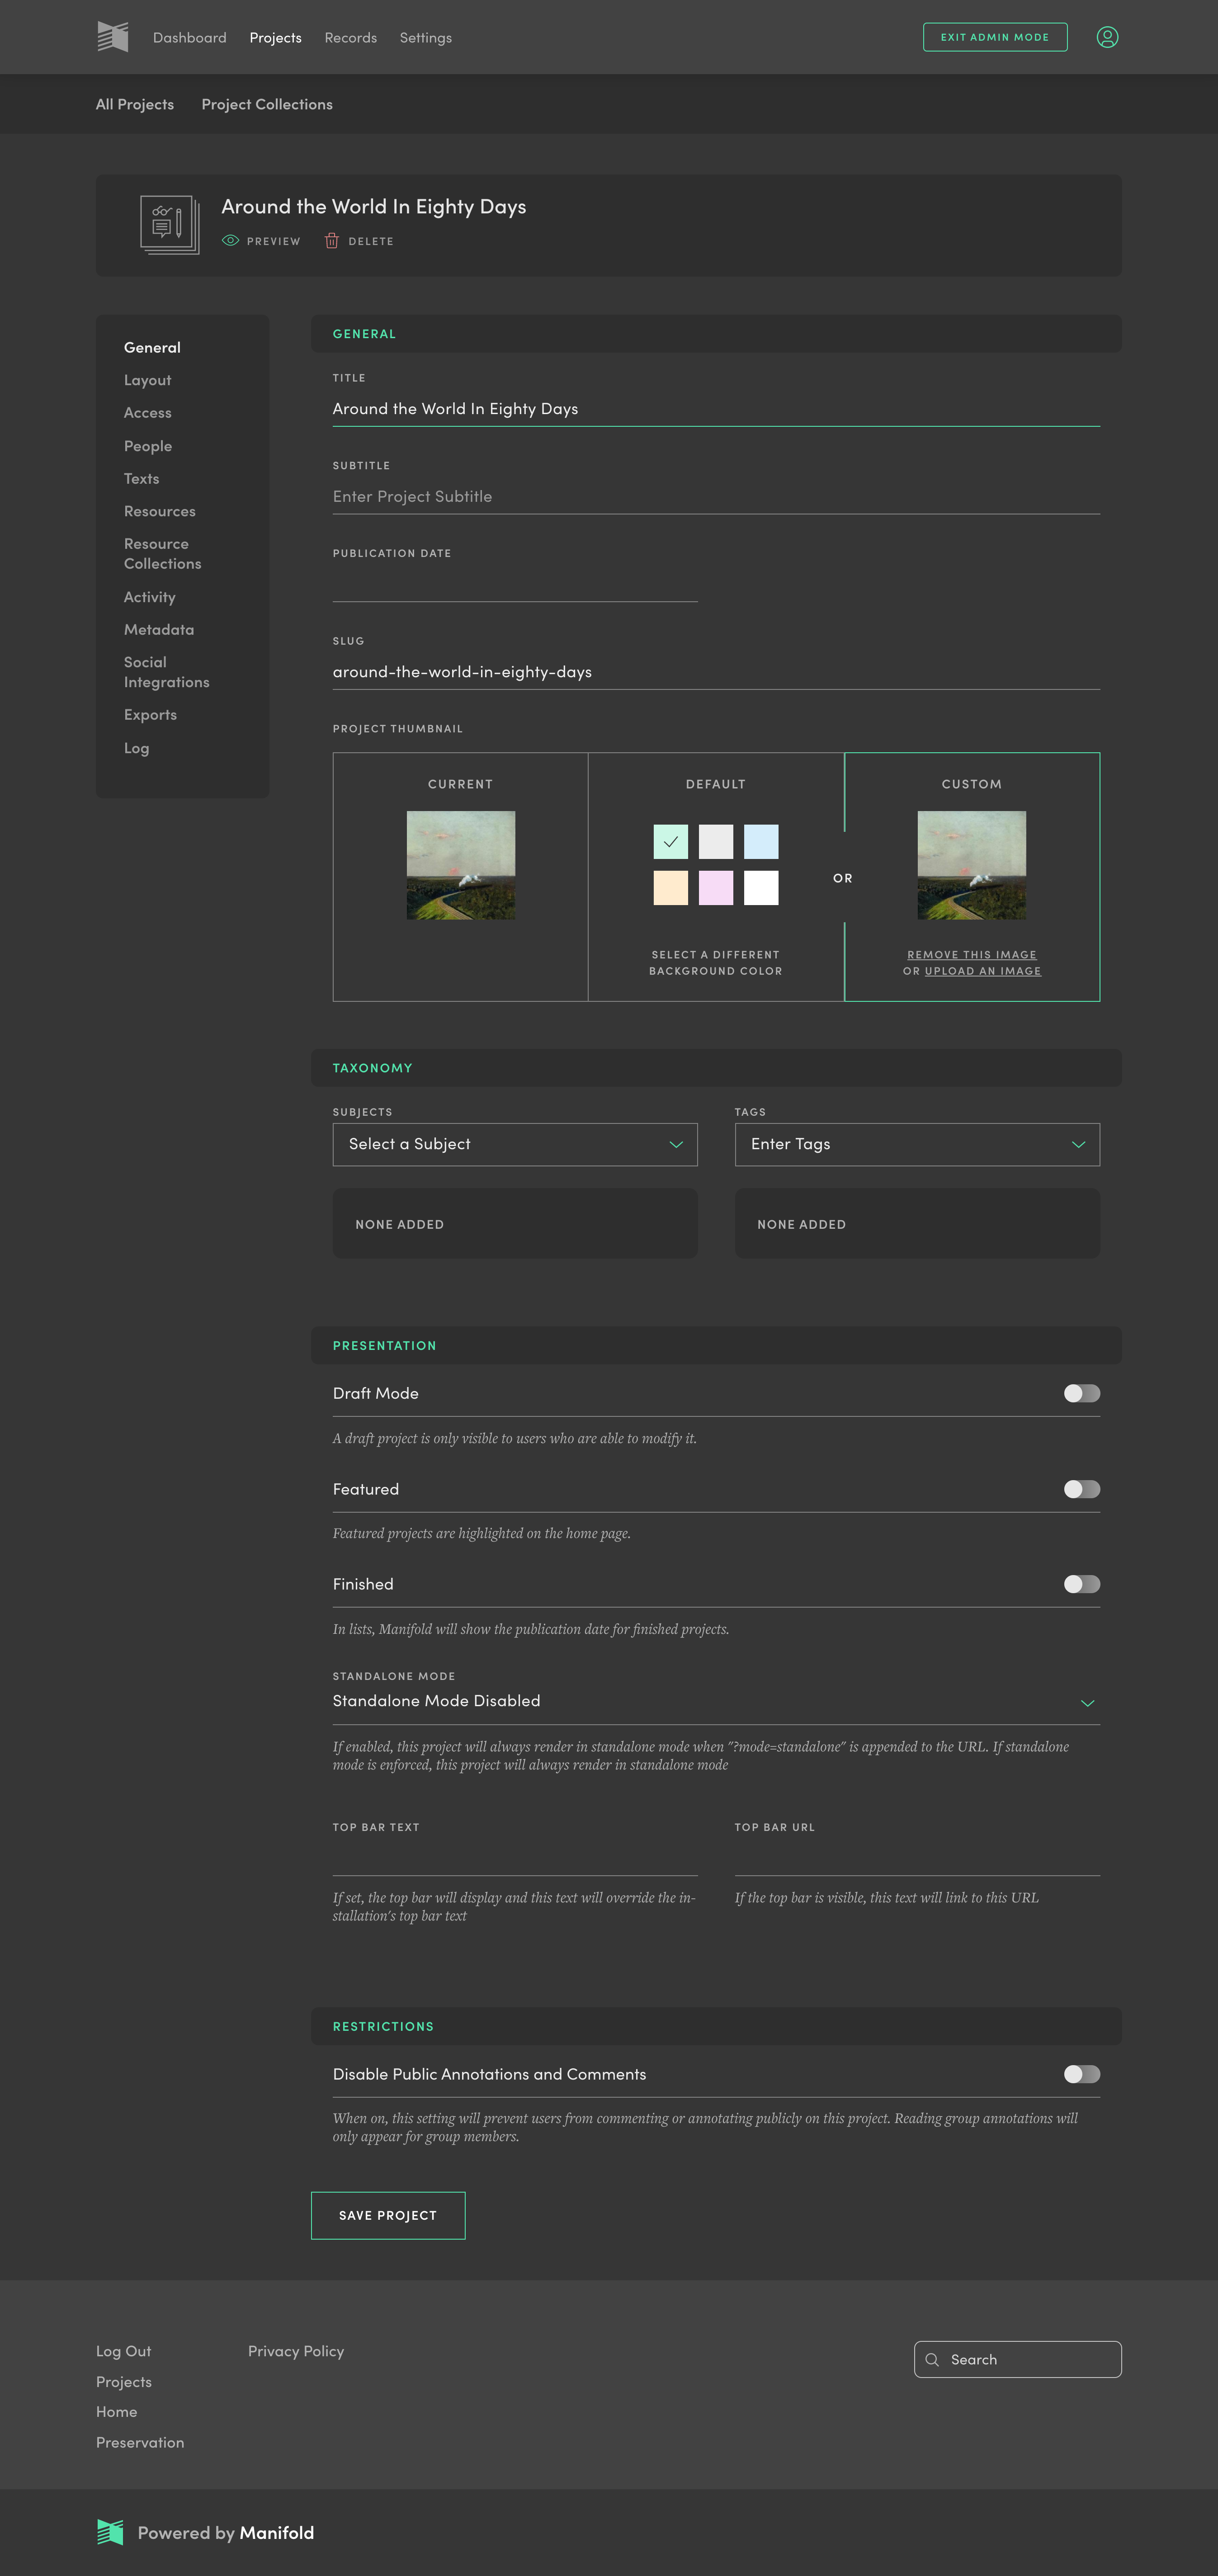 Dashboard Projects Records Settings EXIT ADMIN MODE
All Projects Project Collections
Around the World In Eighty Days
PREVIEW DELETE
General
Layout
Access
People
Texts
Resources
Resource
Collections
Activity
Metadata
Social
Integrations
Exports
Log
GENERAL
TITLE
Around the World In Eighty Days
SUBTITLE
Enter Project Subtitle
PUBLICATION DATE
SLUG
around-the-world-in-eighty-days
PROJECT THUMBNAIL
CURRENT
DEFAULT
SELECT A DIFFERENT
BACKGROUND COLOR
OR
CUSTOM
REMOVE THIS IMAGE
OR UPLOAD AN IMAGE
TAXONOMY
SUBJECTS
Select a Subject
NONE ADDED
TAGS
Enter Tags
NONE ADDED
PRESENTATION
Draft Mode
A draft project is only visible to users who are able to modify it.
Featured
Featured projects are highlighted on the home page.
Finished
In lists, Manifold will show the publication date for finished projects.
STANDALONE MODE
Standalone Mode Disabled
If enabled, this project will always render in standalone mode when "?mode=standalone" is appended to the URL. If standalone
mode is enforced, this project will always render in standalone mode
TOP BAR TEXT
If set, the top bar will display and this text will override the in-
stallation's top bar text
TOP BAR URL
If the top bar is visible, this text will link to this URL
RESTRICTIONS
Disable Public Annotations and Comments
When on, this setting will prevent users from commenting or annotating publicly on this project. Reading group annotations will
only appear for group members.
SAVE PROJECT
Log Out
Projects
Home
Preservation
Privacy Policy
Search
Powered by Manifold